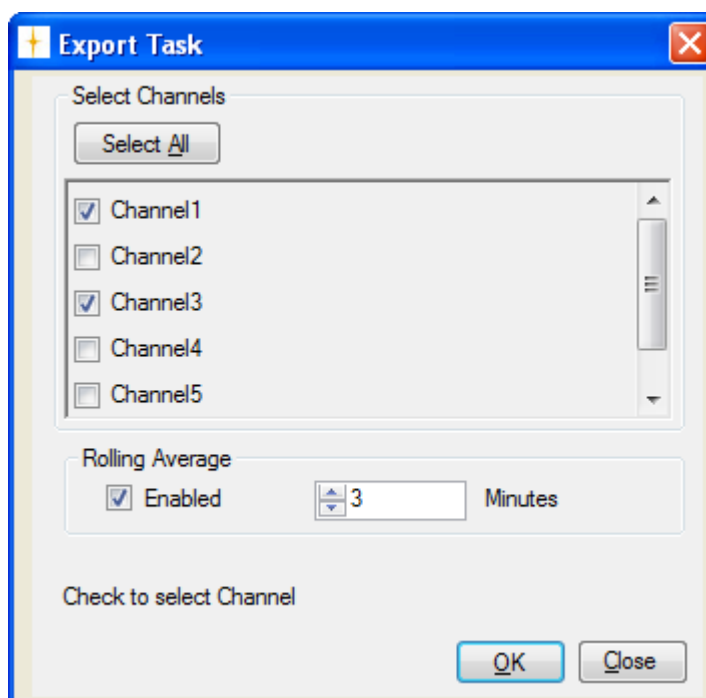 Export Task
Select Channels
Select All
Channel1
Channel2
Channel3
Channel4
Channel5
Rolling Average
Enabled 3 Minutes
Check to select Channel
OK Close